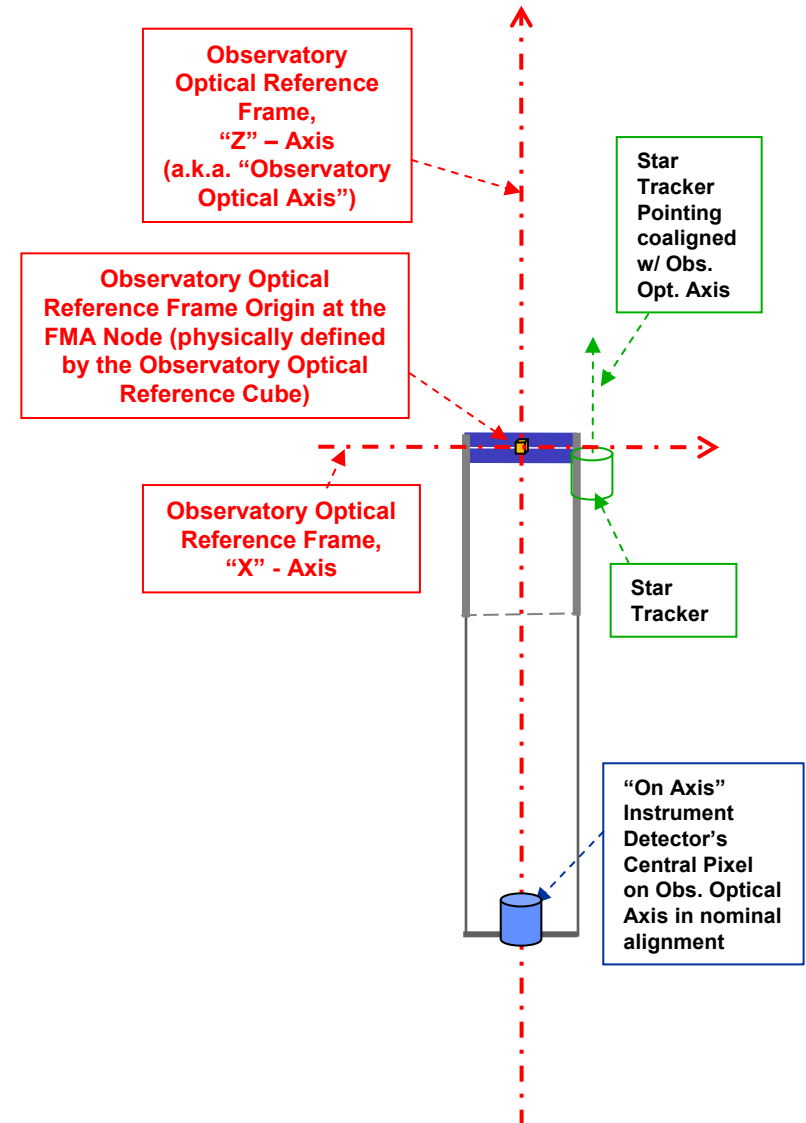 Observatory
Optical Reference
Frame,
“Z” – Axis
(a.k.a. “Observatory
Optical Axis”)
Star
Tracker
Pointing
coaligned
w/ Obs.
Opt. Axis
Observatory Optical
Reference Frame Origin at the
FMA Node (physically defined
by the Observatory Optical
Reference Cube)
Observatory Optical
Reference Frame,
“X” - Axis
Star
Tracker
“On Axis”
Instrument
Detector’s
Central Pixel
on Obs. Optical
Axis in nominal
alignment